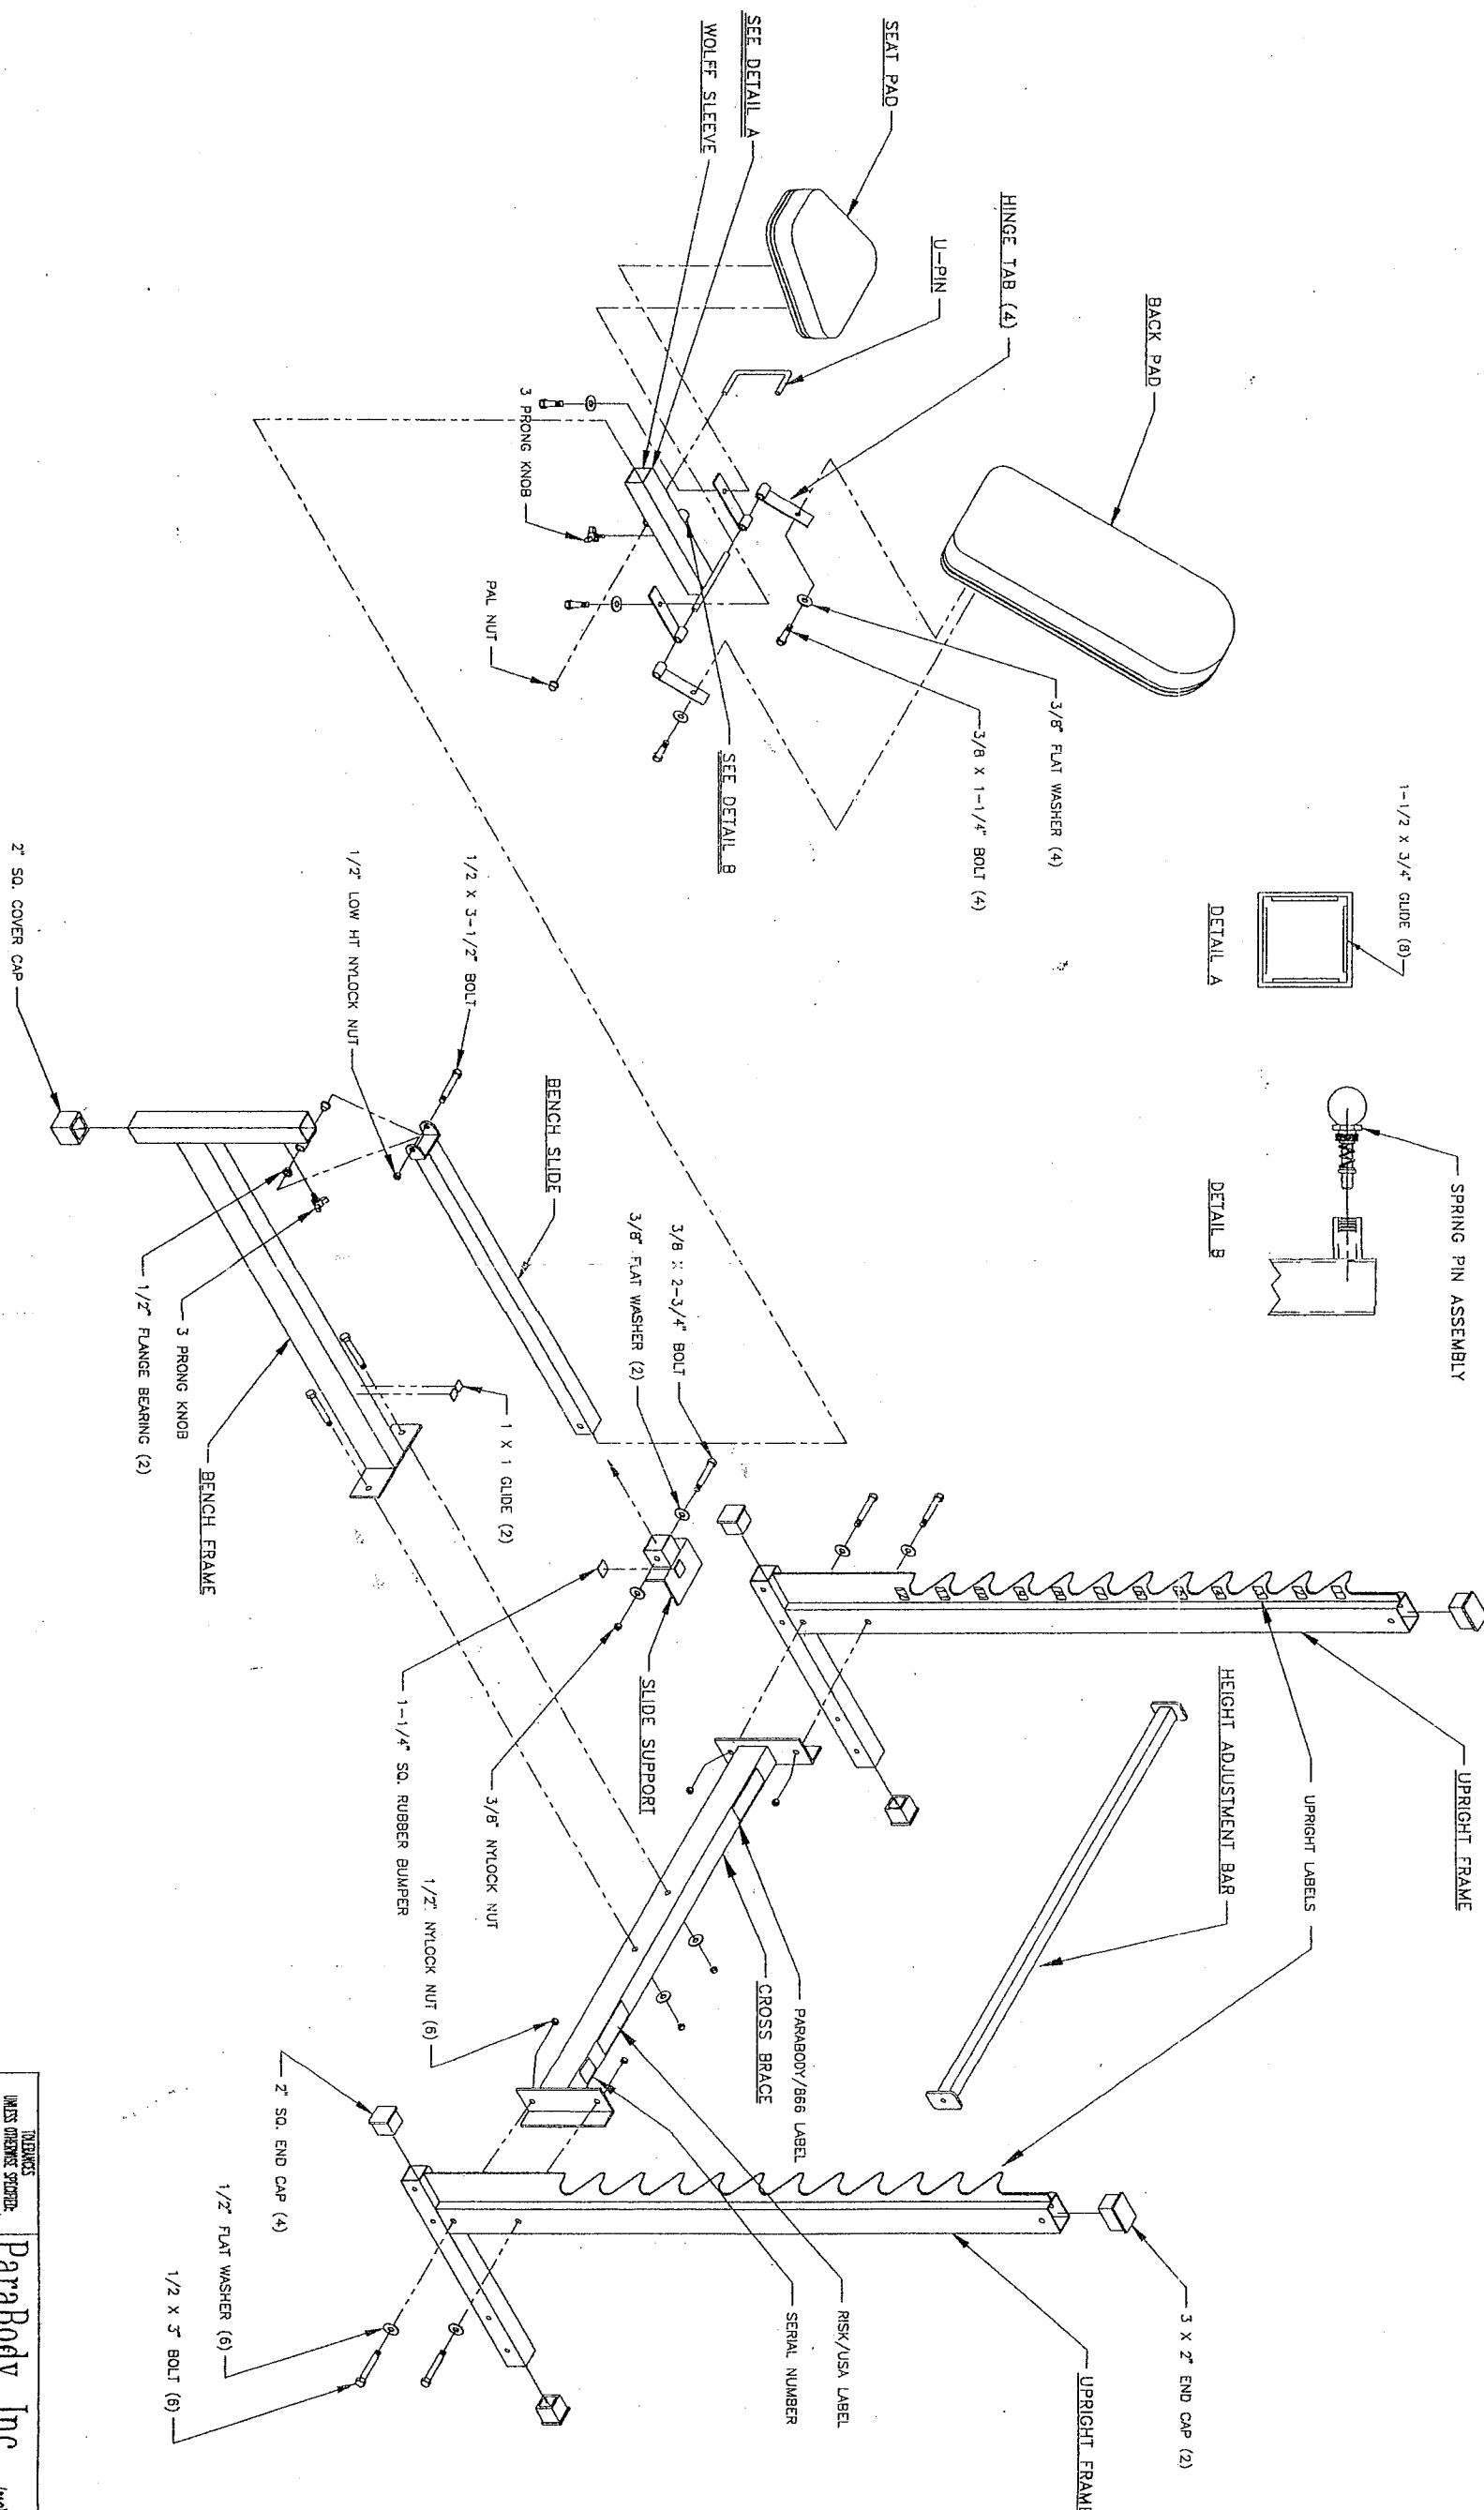 SEAT PAD
SEE DETAIL A
WOLFF SLEEVE
HINGE TAB (4)
U-PIN
BACK PAD
3 PRONG KNOB
PAL NUT
SEE DETAIL B
3/8" FLAT WASHER (4)
3/8 X 1-1/4" BOLT (4)
1-1/2 X 3/4" GLIDE (8)
DETAIL A
SPRING PIN ASSEMBLY
DETAIL B
1/2 X 3-1/2" BOLT
1/2" LOW HT NYLOCK NUT
2" SQ. COVER CAP
BENCH SLIDE
3/8 X 2-3/4" BOLT
3/8" FLAT WASHER (2)
1 X 1 GLIDE (2)
3 PRONG KNOB
1/2" FLANGE BEARING (2)
BENCH FRAME
SLIDE SUPPORT
3/8" NYLOCK NUT
1-1/4" SQ. RUBBER BUMPER
1/2" NYLOCK NUT (6)
UPRIGHT FRAME
UPRIGHT LABELS
HEIGHT ADJUSTMENT BAR
PARABODY/866 LABEL
CROSS BRACE
RISK/USA LABEL
SERIAL NUMBER
3 X 2" END CAP (2)
UPRIGHT FRAME
2" SQ. END CAP (4)
1/2" FLAT WASHER (6)
1/2 X 3" BOLT (6)
TOLERANCES
UNLESS OTHERWISE SPECIFIED
ParaBody Inc